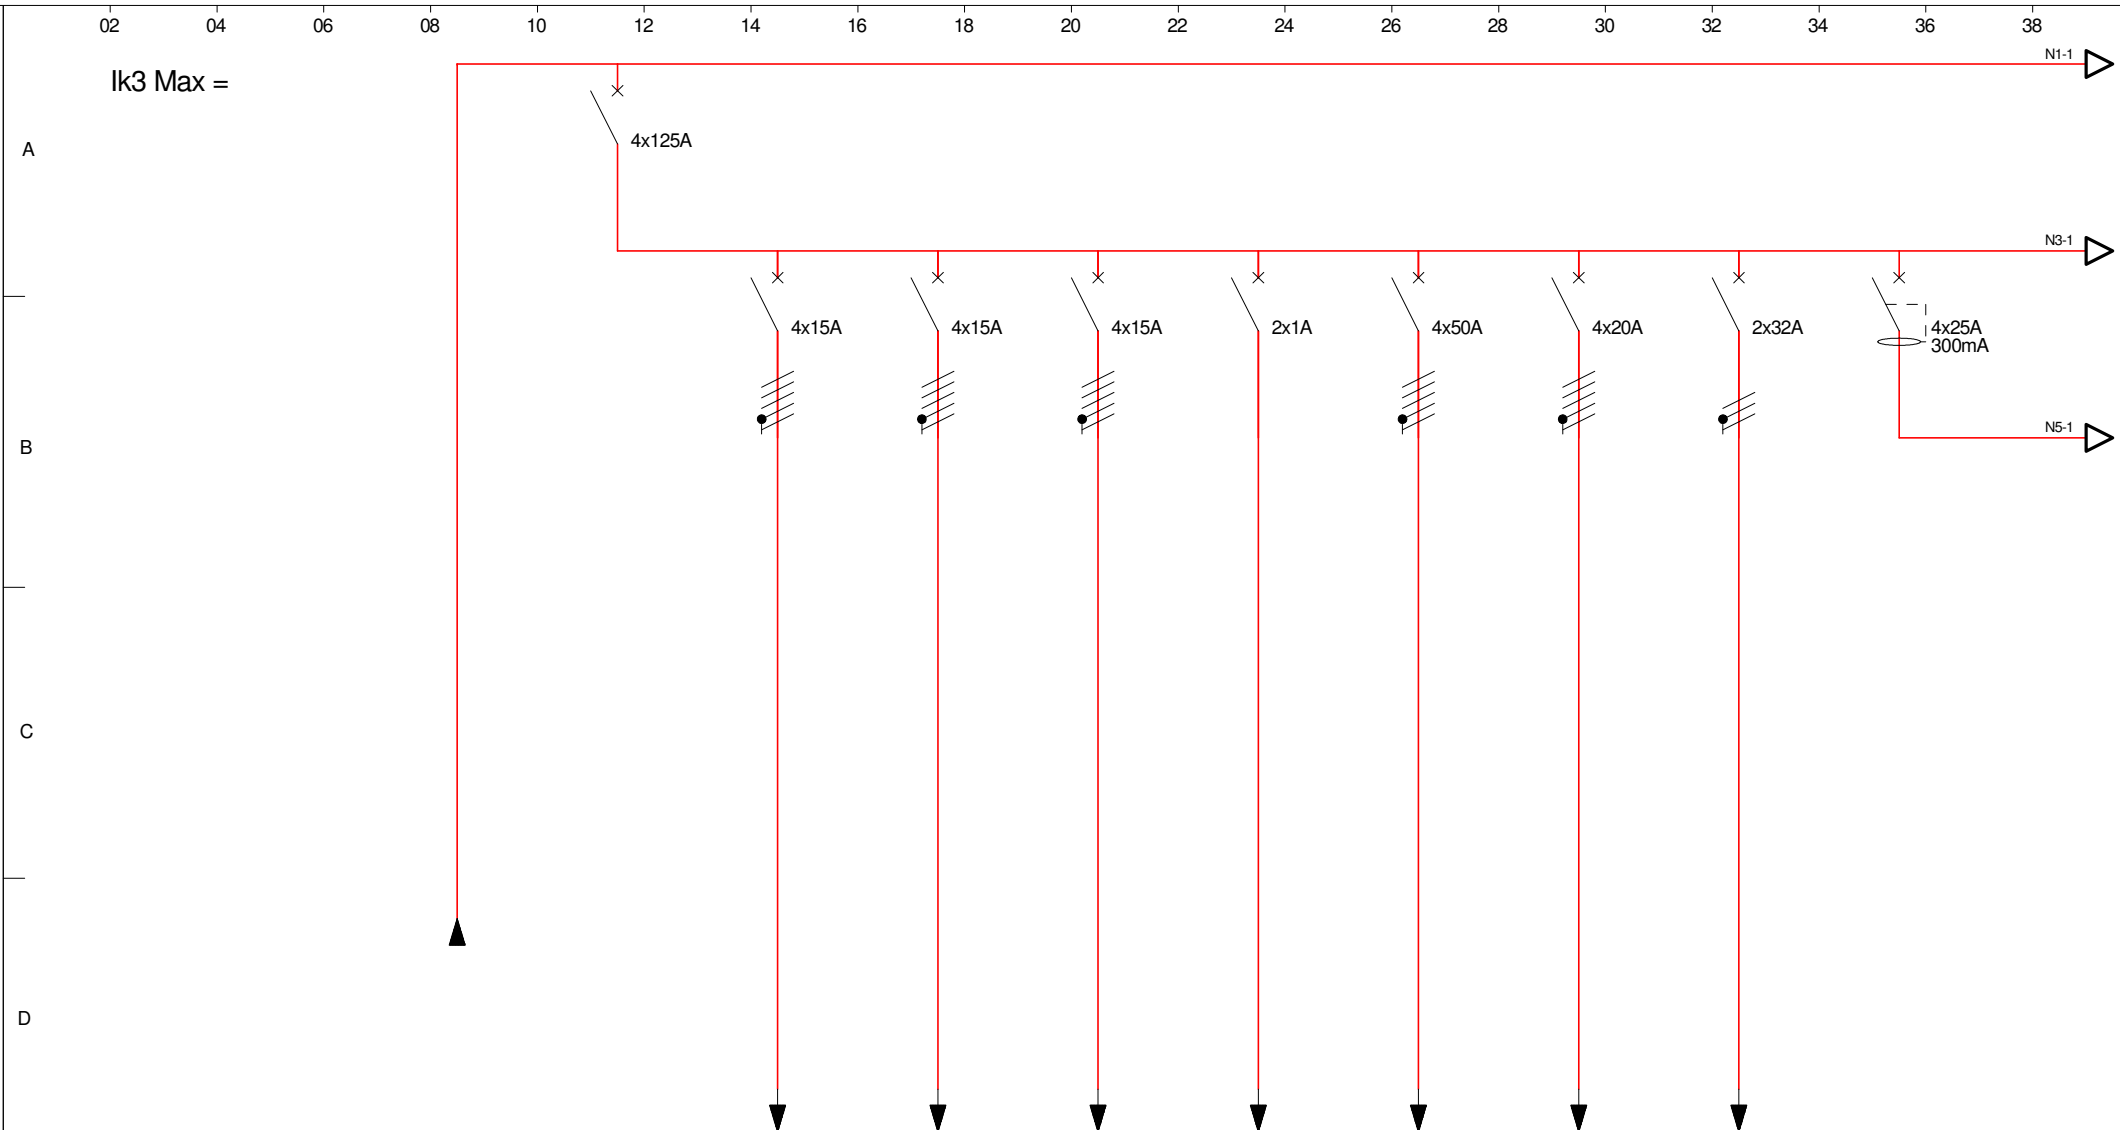 02 04 06 08 10 12 14 16 18 20 22 24 26 28 30 32 34 36 38
N1-1
Ik3 Max =
4x125A
A
N3-1
4x15A 4x15A 4x15A 2x1A 4x50A 4x20A 2x32A 4x25A
300mA
N5-1
B
C
D